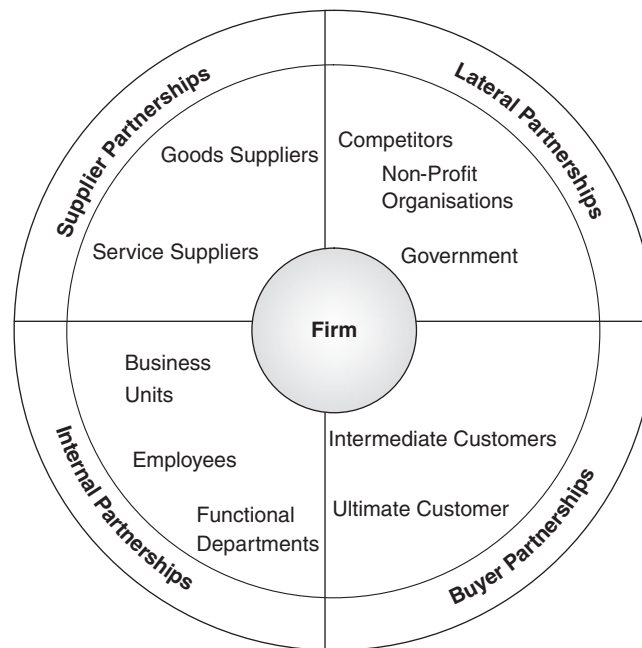 Supplier Partnerships
Goods Suppliers
Service Suppliers
Lateral Partnerships
Competitors
Non-Profit
Organisations
Government
Firm
Internal Partnerships
Business
Units
Employees
Functional
Departments
Buyer Partnerships
Intermediate Customers
Ultimate Customer